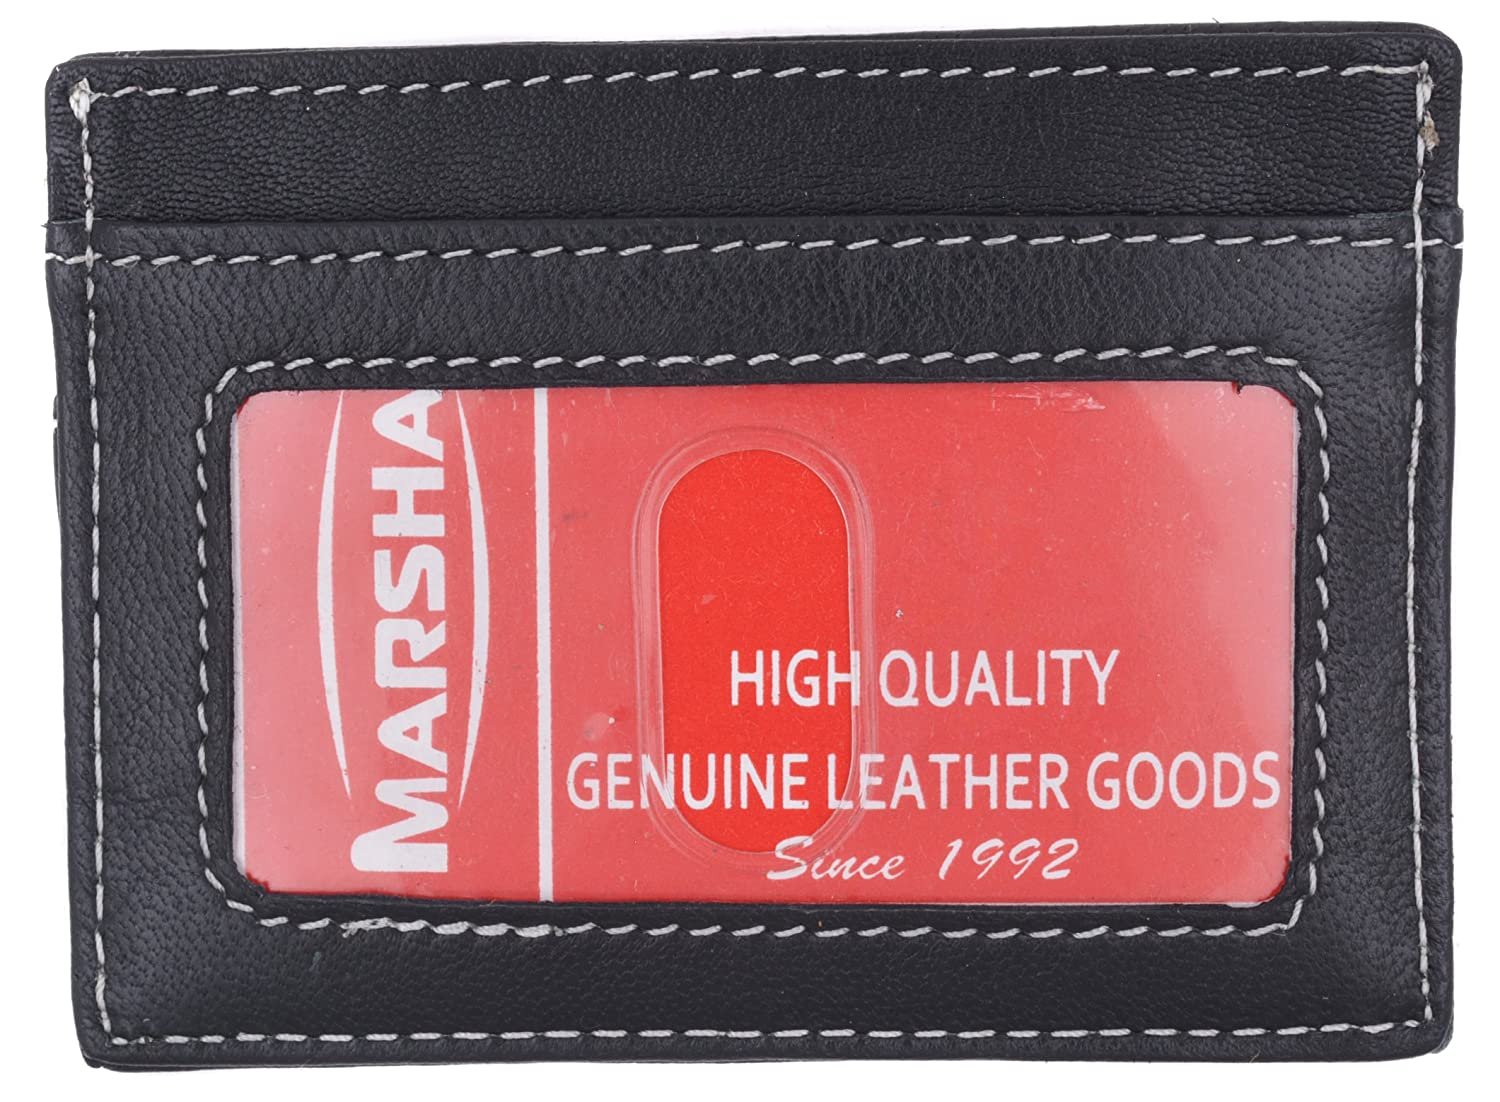 MARSHA
HIGH QUALITY
GENUINE LEATHER GOODS
Since 1992